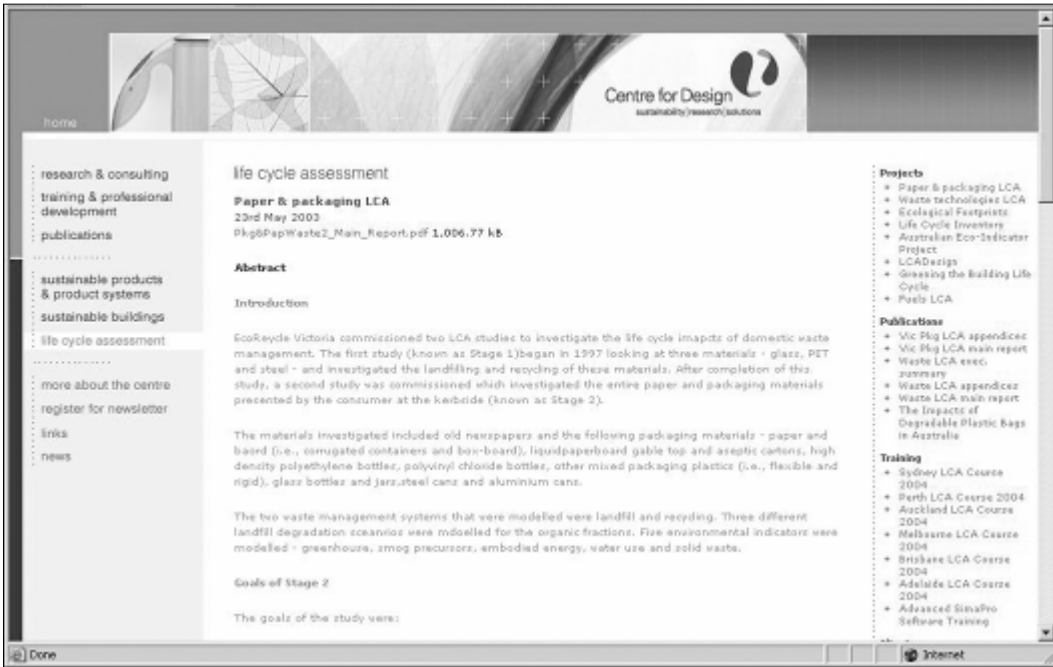 Centre for Design
sustainability|research|solutions
home
research & consulting
training & professional
development
publications
sustainable products
& product systems
sustainable buildings
life cycle assessment
more about the centre
register for newsletter
links
news
life cycle assessment
Paper & packaging LCA
23rd May 2003
Pkg&PapWaste2_Main_Report.pdf 1,006.77 kB
Abstract
Introduction
EcoReycle Victoria commissioned two LCA studies to investigate the life cycle imapcts of domestic waste
management. The first study (known as Stage 1)began in 1997 looking at three materials - glass, PET
and steel - and investigated the landfilling and recycling of these materials. After completion of this
study, a second study was commissioned which investigated the entire paper and packaging materials
presented by the consumer at the kerbside (known as Stage 2).
The materials investigated included old newspapers and the following packaging materials - paper and
baord (i.e., corrugated containers and box-board), liquidpaperboard gable top and aseptic cartons, high
density polyethylene bottles, polyvinyl chloride bottles, other mixed packaging plastics (i.e., flexible and
rigid), glass bottles and jars,steel cans and aluminium cans.
The two waste management systems that were modelled were landfill and recycling. Three different
landfill degradation sceanrios were mdoelled for the organic fractions. Five environmental indicators were
modelled - greenhouse, smog precursors, embodied energy, water use and solid waste.
Goals of Stage 2
The goals of the study were:
Projects
+ Paper & packaging LCA
+ Waste technologies LCA
+ Ecological Footprints
+ Life Cycle Inventory
+ Australian Eco-Indicator
Project
+ LCADesign
+ Greening the Building Life
Cycle
+ Fuels LCA
Publications
+ Vic Pkg LCA appendices
+ Vic Pkg LCA main report
+ Waste LCA exec.
summary
+ Waste LCA appendices
+ Waste LCA main report
+ The Impacts of
Degradable Plastic Bags
in Australia
Training
+ Sydney LCA Course
2004
+ Perth LCA Course 2004
+ Auckland LCA Course
2004
+ Melbourne LCA Course
2004
+ Brisbane LCA Course
2004
+ Adelaide LCA Course
2004
+ Advanced SimaPro
Software Training
Done
Internet